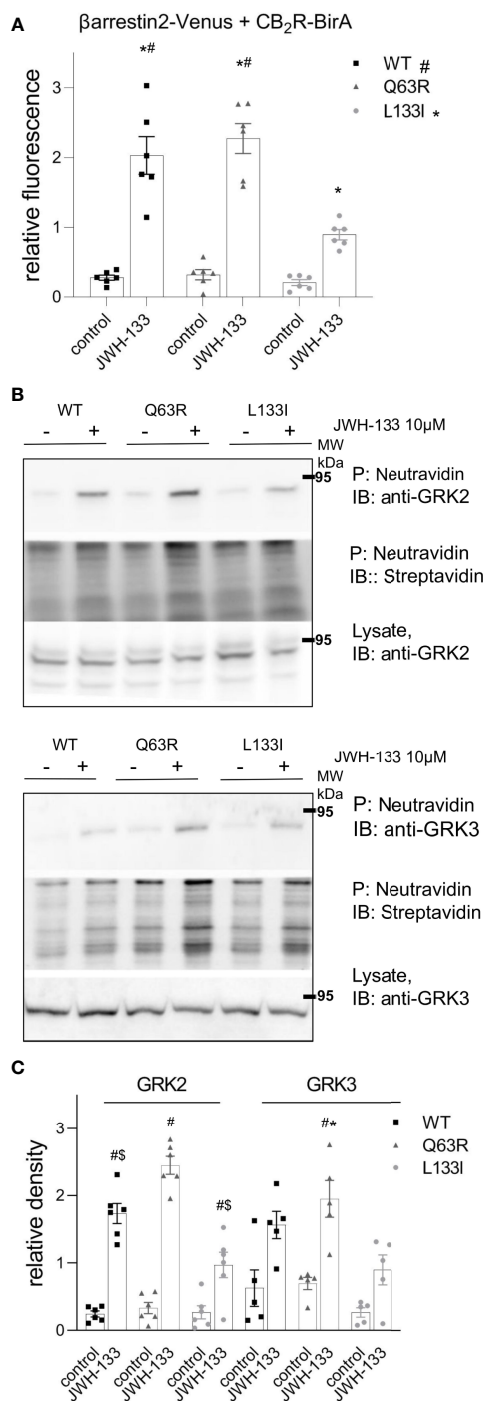 A
βarrestin2-Venus + CB2R-BirA
*#
*#
*
WT #
Q63R
L133I *
relative fluorescence
3
2
1
0
control
JWH-133
control
JWH-133
control
JWH-133
B
WT Q63R L133I
- + - + - + JWH-133 10µM
MW
kDa
95
P: Neutravidin
IB: anti-GRK2
P: Neutravidin
IB:: Streptavidin
95
Lysate,
IB: anti-GRK2
WT Q63R L133I
- + - + - + JWH-133 10µM
MW
kDa
95
P: Neutravidin
IB: anti-GRK3
P: Neutravidin
IB: Streptavidin
95
Lysate,
IB: anti-GRK3
C
GRK2 GRK3
WT
Q63R
L133I
#$
#
#$
#*
relative density
3
2
1
0
control
JWH-133
control
JWH-133
control
JWH-133
control
JWH-133
control
JWH-133
control
JWH-133